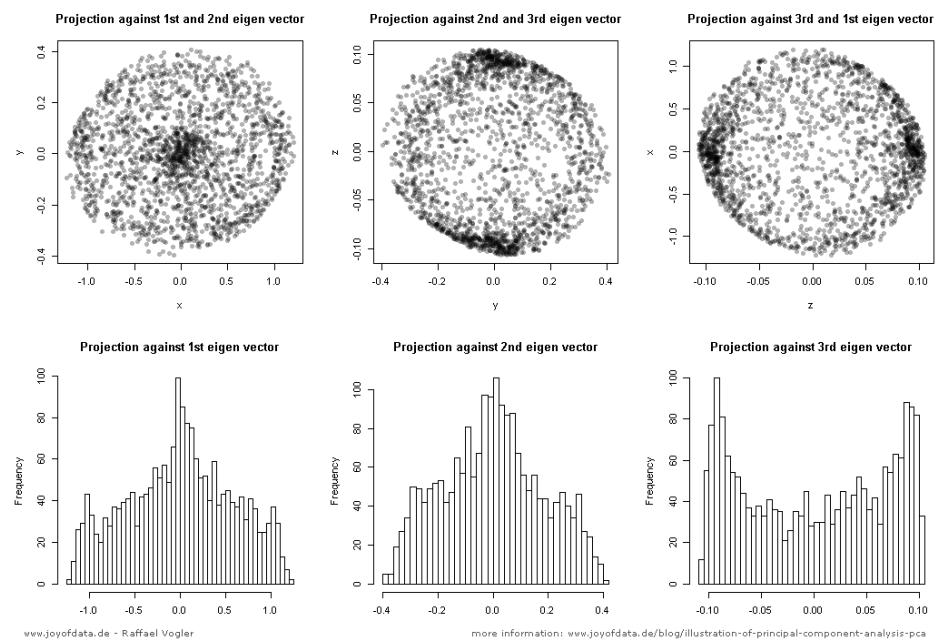 Projection against 1st and 2nd eigen vector
Projection against 2nd and 3rd eigen vector
Projection against 3rd and 1st eigen vector
0.4
0.2
0.0
-0.2
-0.4
y
-1.0 -0.5 0.0 0.5 1.0
x
0.10
0.05
0.00
-0.05
-0.10
z
-0.4 -0.2 0.0 0.2 0.4
y
1.0
0.5
0.0
-0.5
-1.0
x
-0.10 -0.05 0.00 0.05 0.10
z
Projection against 1st eigen vector
Projection against 2nd eigen vector
Projection against 3rd eigen vector
100
80
60
40
20
0
Frequency
-1.0 -0.5 0.0 0.5 1.0
100
80
60
40
20
0
Frequency
-0.4 -0.2 0.0 0.2 0.4
100
80
60
40
20
0
Frequency
-0.10 -0.05 0.00 0.05 0.10
www.joyofdata.de - Raffael Vogler
more information: www.joyofdata.de/blog/illustration-of-principal-component-analysis-pca